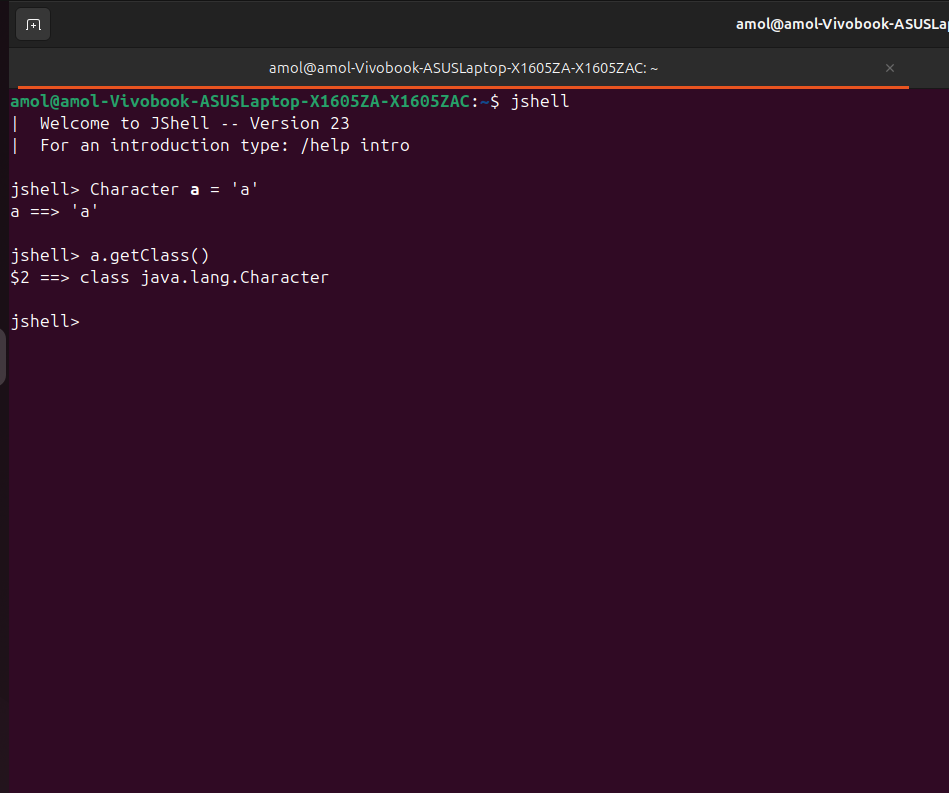 amol@amol-Vivobook-ASUSLa
amol@amol-Vivobook-ASUSLaptop-X1605ZA-X1605ZAC: ~
amol@amol-Vivobook-ASUSLaptop-X1605ZA-X1605ZAC:~$ jshell
|  Welcome to JShell -- Version 23
|  For an introduction type: /help intro
jshell> Character a = 'a'
a ==> 'a'
jshell> a.getClass()
$2 ==> class java.lang.Character
jshell>